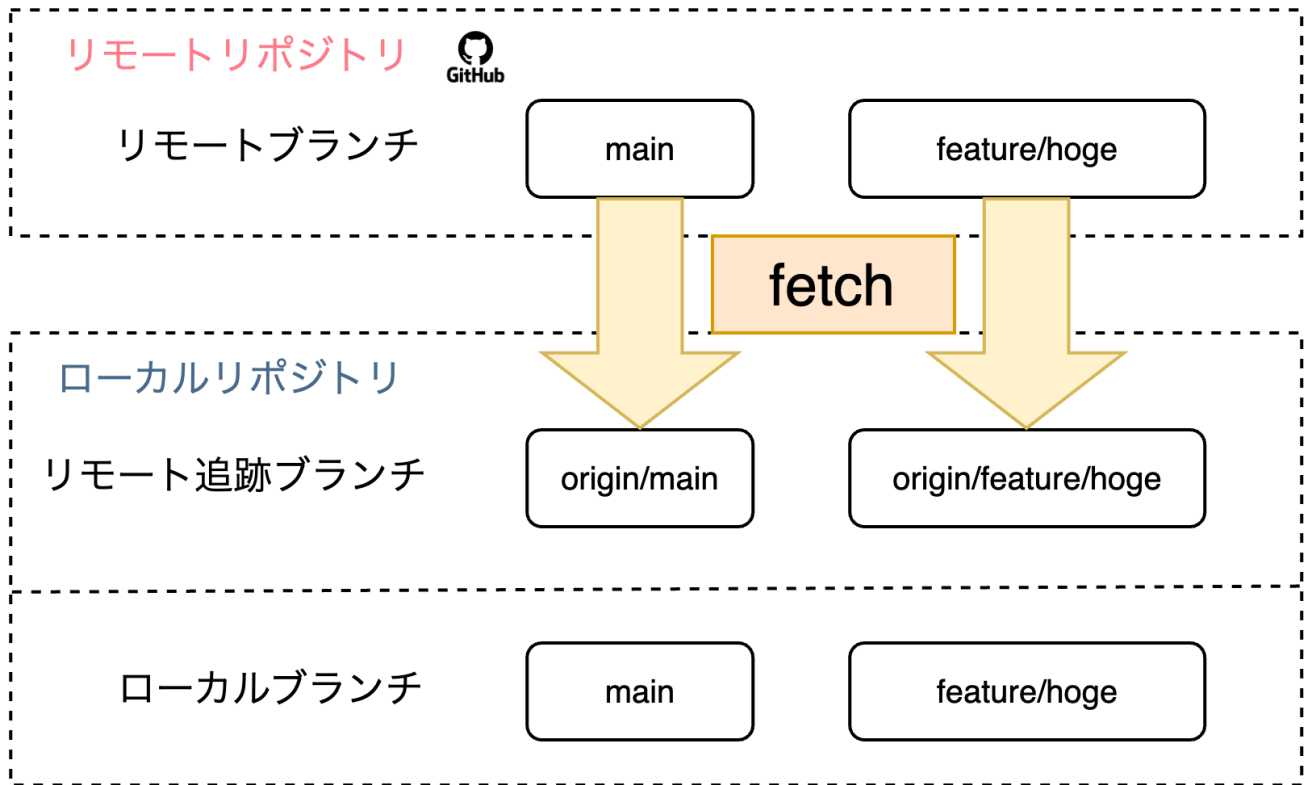 リモートリポジトリ
GitHub
リモートブランチ
main
feature/hoge
fetch
ローカルリポジトリ
リモート追跡ブランチ
origin/main
origin/feature/hoge
ローカルブランチ
main
feature/hoge